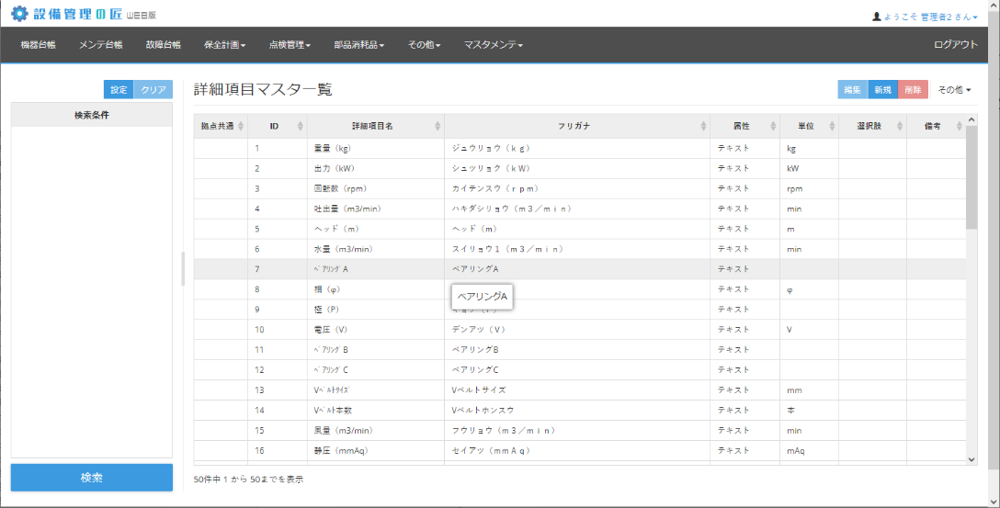 設備管理の匠 WEB版
ようこそ 管理者2 さん
機器台帳 メンテ台帳 故障台帳 保全計画 点検管理 部品消耗品 その他 マスタメンテ ログアウト
設定 クリア
検索条件
検索
詳細項目マスタ一覧
編集 新規 削除 その他
拠点共通 ID 詳細項目名 フリガナ 属性 単位 選択肢 備考
1 重量（kg） ジュウリョウ（ｋｇ） テキスト kg
2 出力（kW） シュツリョク（ｋＷ） テキスト kW
3 回転数（rpm） カイテンスウ（ｒｐｍ） テキスト rpm
4 吐出量（m3/min） ハキダシリョウ（ｍ３／ｍｉｎ） テキスト min
5 ヘッド（m） ヘッド（m） テキスト m
6 水量（m3/min） スイリョウ１（ｍ３／ｍｉｎ） テキスト min
7 ﾍﾞｱﾘﾝｸﾞA ベアリングA テキスト
8 相（φ） テキスト φ
ベアリングA
9 極（P） テキスト
10 電圧（V） デンアツ（Ｖ） テキスト V
11 ﾍﾞｱﾘﾝｸﾞB ベアリングB テキスト
12 ﾍﾞｱﾘﾝｸﾞC ベアリングC テキスト
13 Vﾍﾞﾙﾄｻｲｽﾞ Vベルトサイズ テキスト mm
14 Vﾍﾞﾙﾄ本数 Vベルトホンスウ テキスト 本
15 風量（m3/min） フウリョウ（ｍ３／ｍｉｎ） テキスト min
16 静圧（mmAq） セイアツ（ｍｍＡｑ） テキスト mAq
50件中 1 から 50までを表示